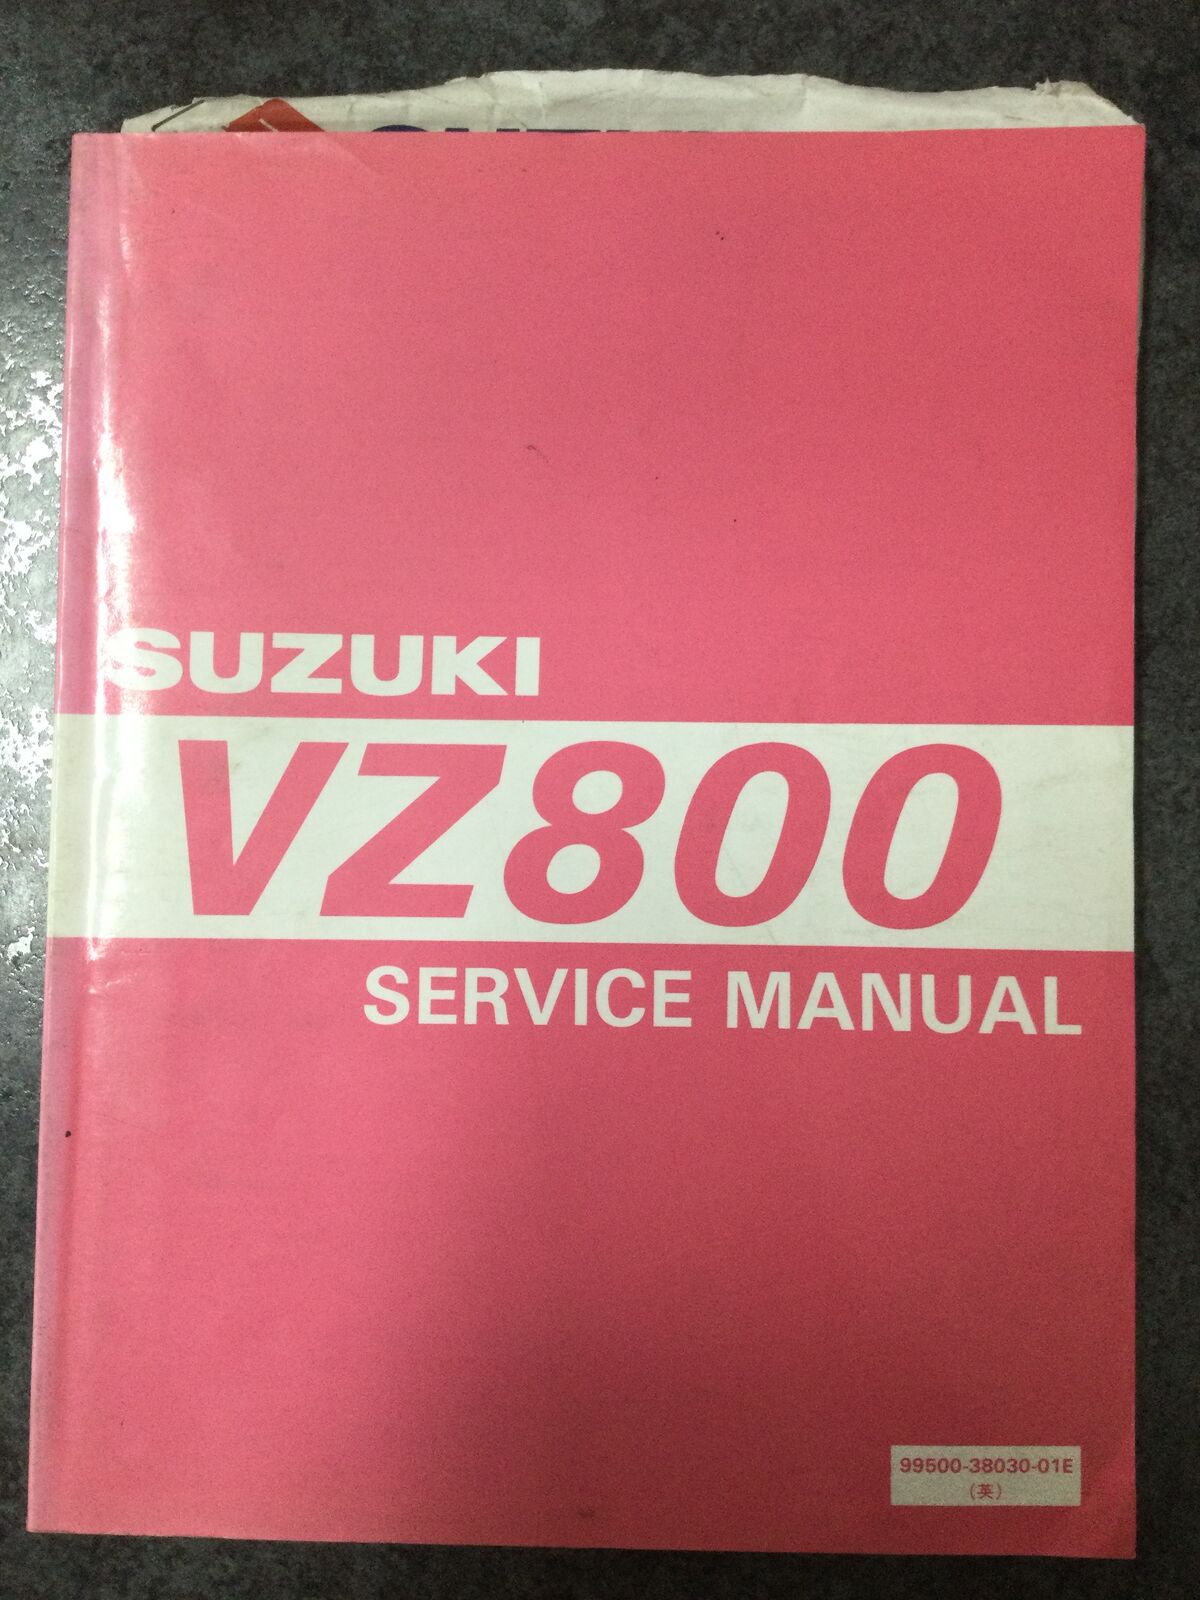 SUZUKI
VZ800
SERVICE MANUAL
99500-38030-01E
(英)